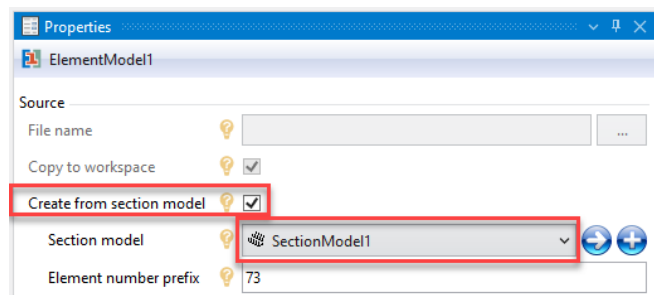 Properties
ElementModel1
Source
File name ...
Copy to workspace
Create from section model
Section model SectionModel1
Element number prefix 73